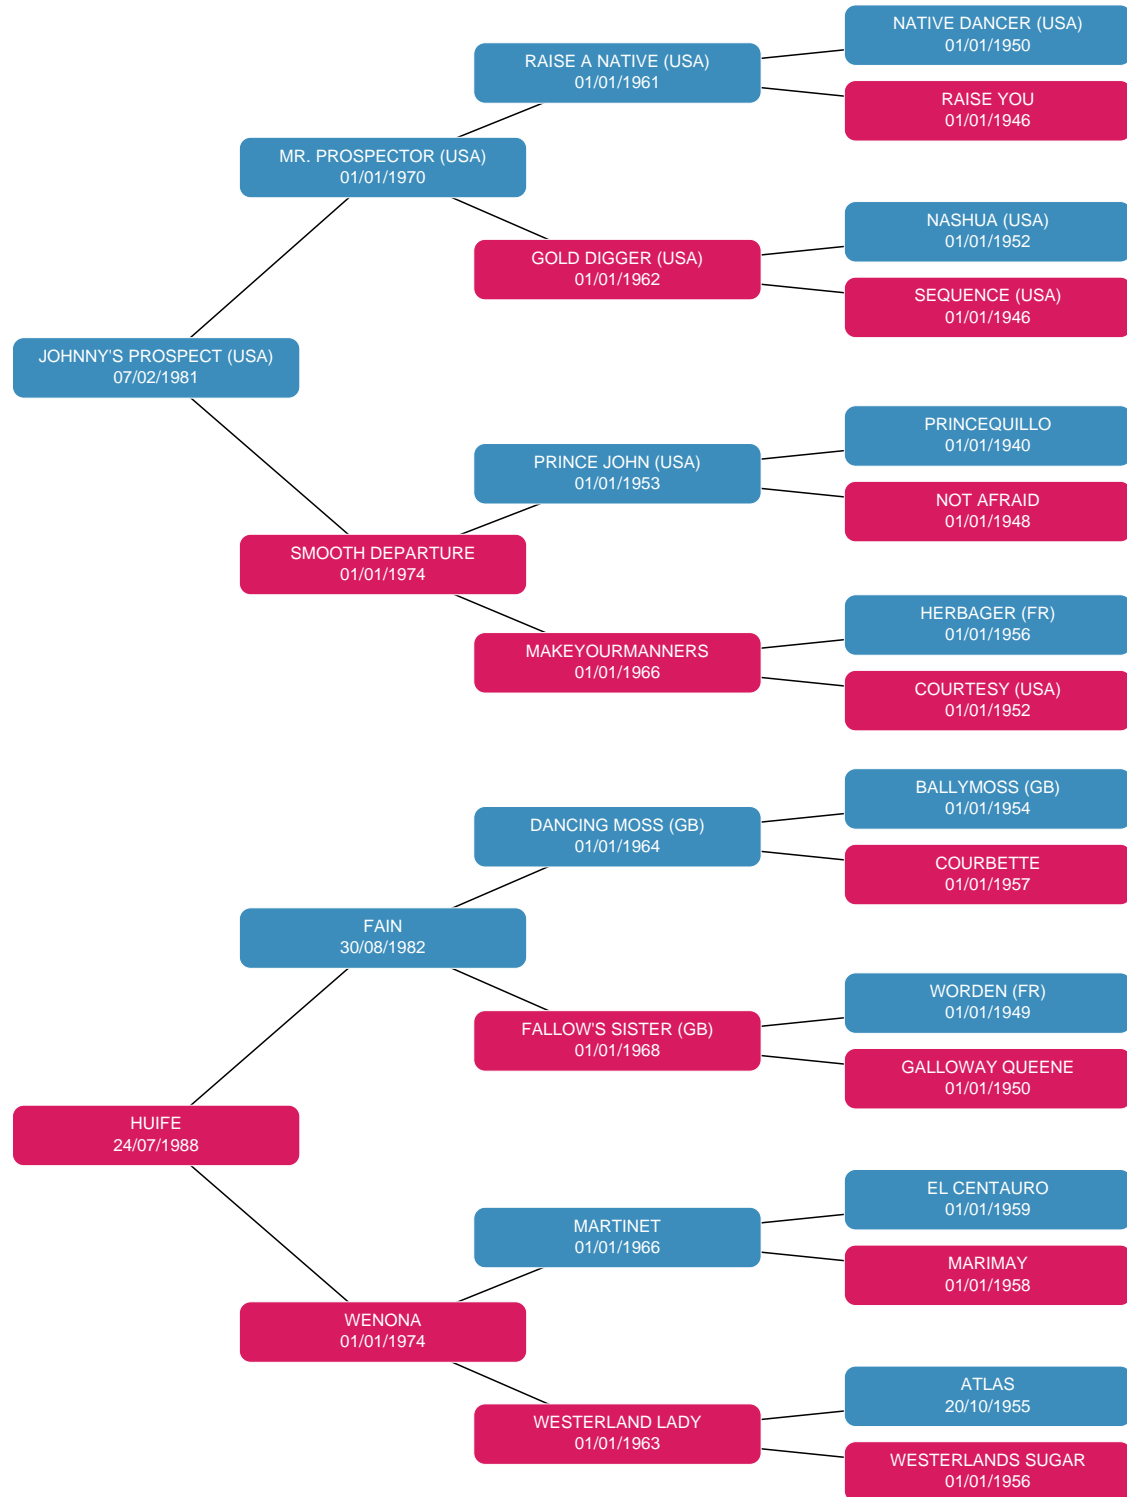 NATIVE DANCER (USA)
01/01/1950
RAISE A NATIVE (USA)
01/01/1961
RAISE YOU
01/01/1946
MR. PROSPECTOR (USA)
01/01/1970
NASHUA (USA)
01/01/1952
GOLD DIGGER (USA)
01/01/1962
SEQUENCE (USA)
01/01/1946
JOHNNY'S PROSPECT (USA)
07/02/1981
PRINCEQUILLO
01/01/1940
PRINCE JOHN (USA)
01/01/1953
NOT AFRAID
01/01/1948
SMOOTH DEPARTURE
01/01/1974
HERBAGER (FR)
01/01/1956
MAKEYOURMANNERS
01/01/1966
COURTESY (USA)
01/01/1952
BALLYMOSS (GB)
01/01/1954
DANCING MOSS (GB)
01/01/1964
COURBETTE
01/01/1957
FAIN
30/08/1982
WORDEN (FR)
01/01/1949
FALLOW'S SISTER (GB)
01/01/1968
GALLOWAY QUEENE
01/01/1950
HUIFE
24/07/1988
EL CENTAURO
01/01/1959
MARTINET
01/01/1966
MARIMAY
01/01/1958
WENONA
01/01/1974
ATLAS
20/10/1955
WESTERLAND LADY
01/01/1963
WESTERLANDS SUGAR
01/01/1956